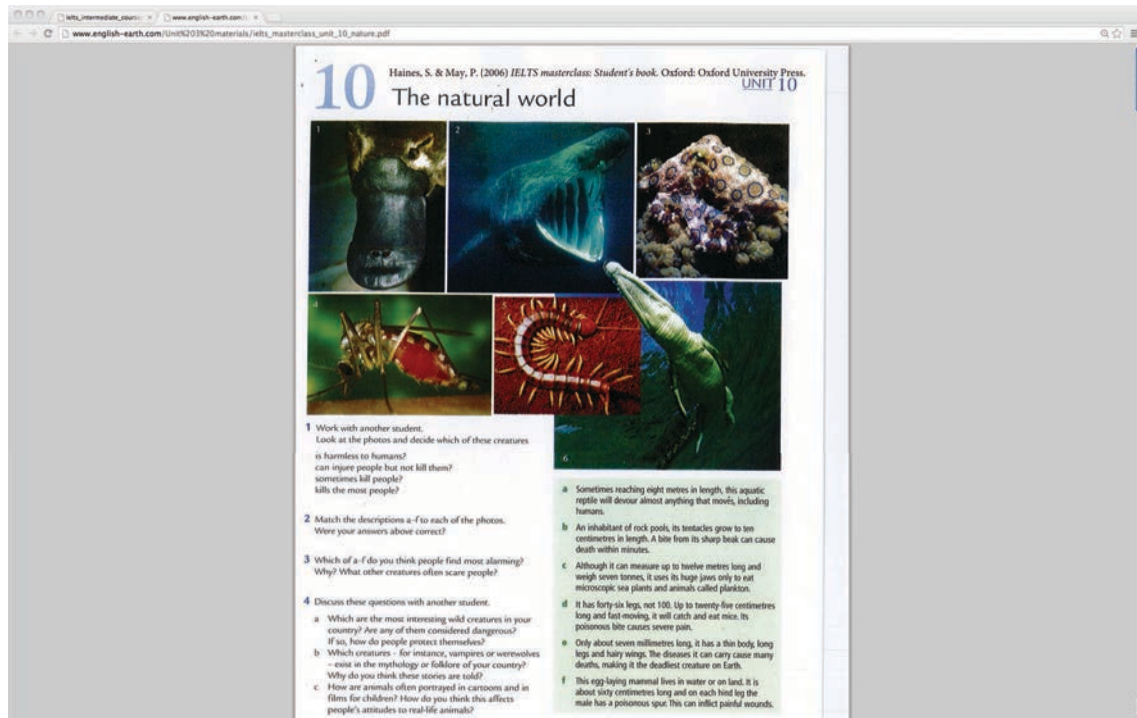 ielts_intermediate_course
www.english-earth.com
www.english-earth.com/Unit%203%20materials/ielts_masterclass_unit_10_nature.pdf
10
Haines, S. & May, P. (2006) IELTS masterclass: Student's book. Oxford: Oxford University Press.
UNIT 10
The natural world
1
2
3
4
5
6
1 Work with another student.
Look at the photos and decide which of these creatures
is harmless to humans?
can injure people but not kill them?
sometimes kill people?
kills the most people?
2 Match the descriptions a–f to each of the photos.
Were your answers above correct?
3 Which of a–f do you think people find most alarming?
Why? What other creatures often scare people?
4 Discuss these questions with another student.
a Which are the most interesting wild creatures in your
country? Are any of them considered dangerous?
If so, how do people protect themselves?
b Which creatures – for instance, vampires or werewolves
– exist in the mythology or folklore of your country?
Why do you think these stories are told?
c How are animals often portrayed in cartoons and in
films for children? How do you think this affects
people's attitudes to real-life animals?
a Sometimes reaching eight metres in length, this aquatic
reptile will devour almost anything that moves, including
humans.
b An inhabitant of rock pools, its tentacles grow to ten
centimetres in length. A bite from its sharp beak can cause
death within minutes.
c Although it can measure up to twelve metres long and
weigh seven tonnes, it uses its huge jaws only to eat
microscopic sea plants and animals called plankton.
d It has forty-six legs, not 100. Up to twenty-five centimetres
long and fast-moving, it will catch and eat mice. Its
poisonous bite causes severe pain.
e Only about seven millimetres long, it has a thin body, long
legs and hairy wings. The diseases it can carry cause many
deaths, making it the deadliest creature on Earth.
f This egg-laying mammal lives in water or on land. It is
about sixty centimetres long and on each hind leg the
male has a poisonous spur. This can inflict painful wounds.